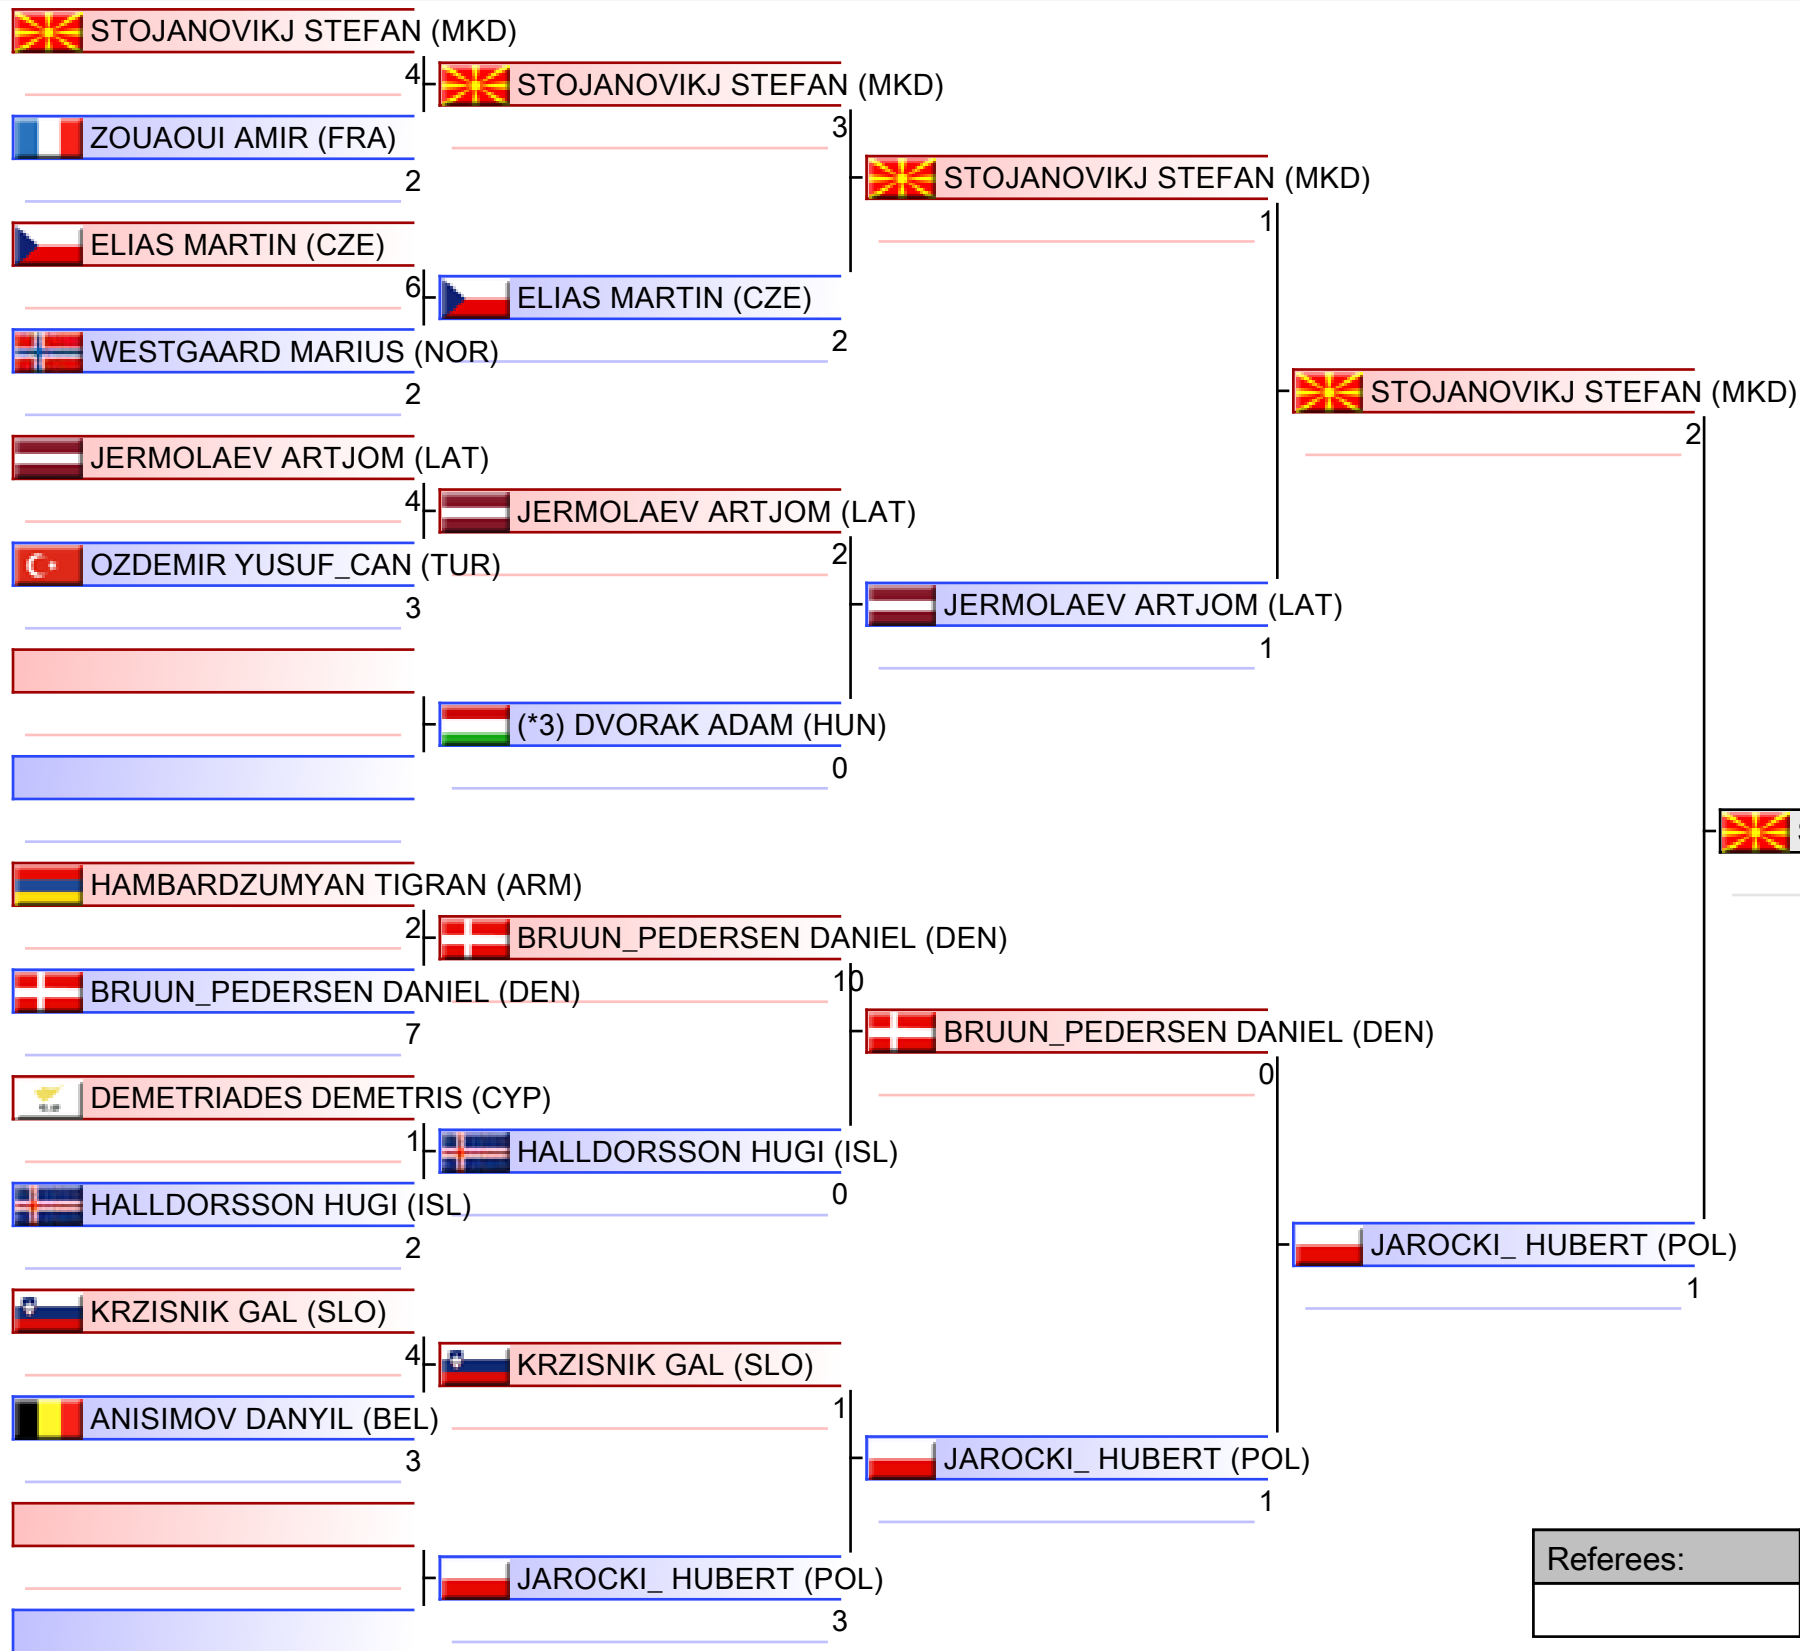 STOJANOVIKJ STEFAN (MKD)
4
ZOUAOUI AMIR (FRA)
2
ELIAS MARTIN (CZE)
6
WESTGAARD MARIUS (NOR)
2
JERMOLAEV ARTJOM (LAT)
4
OZDEMIR YUSUF_CAN (TUR)
3
HAMBARDZUMYAN TIGRAN (ARM)
2
BRUUN_PEDERSEN DANIEL (DEN)
7
DEMETRIADES DEMETRIS (CYP)
1
HALLDORSSON HUGI (ISL)
2
KRZISNIK GAL (SLO)
4
ANISIMOV DANYIL (BEL)
3
STOJANOVIKJ STEFAN (MKD)
3
ELIAS MARTIN (CZE)
2
JERMOLAEV ARTJOM (LAT)
2
(*3) DVORAK ADAM (HUN)
0
BRUUN_PEDERSEN DANIEL (DEN)
10
HALLDORSSON HUGI (ISL)
0
KRZISNIK GAL (SLO)
1
JAROCKI_ HUBERT (POL)
3
STOJANOVIKJ STEFAN (MKD)
1
JERMOLAEV ARTJOM (LAT)
1
BRUUN_PEDERSEN DANIEL (DEN)
0
JAROCKI_ HUBERT (POL)
1
STOJANOVIKJ STEFAN (MKD)
2
JAROCKI_ HUBERT (POL)
1
Referees: